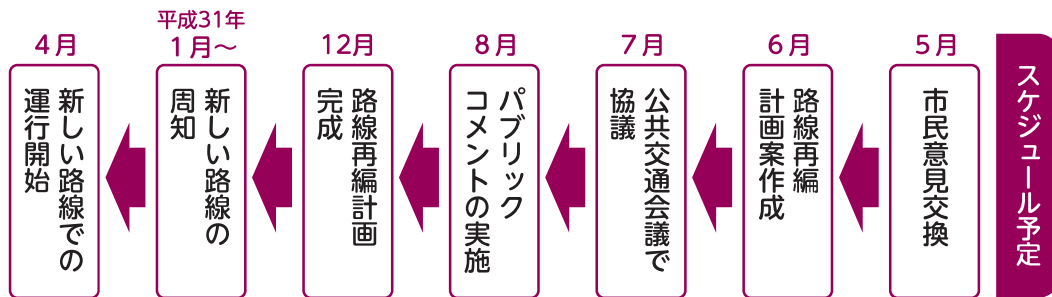 スケジュール予定
5月
市民意見交換
6月
路線再編
計画案作成
7月
公共交通会議で
協議
8月
パブリック
コメントの実施
12月
路線再編計画
完成
平成31年
1月～
新しい路線の
周知
4月
新しい路線での
運行開始